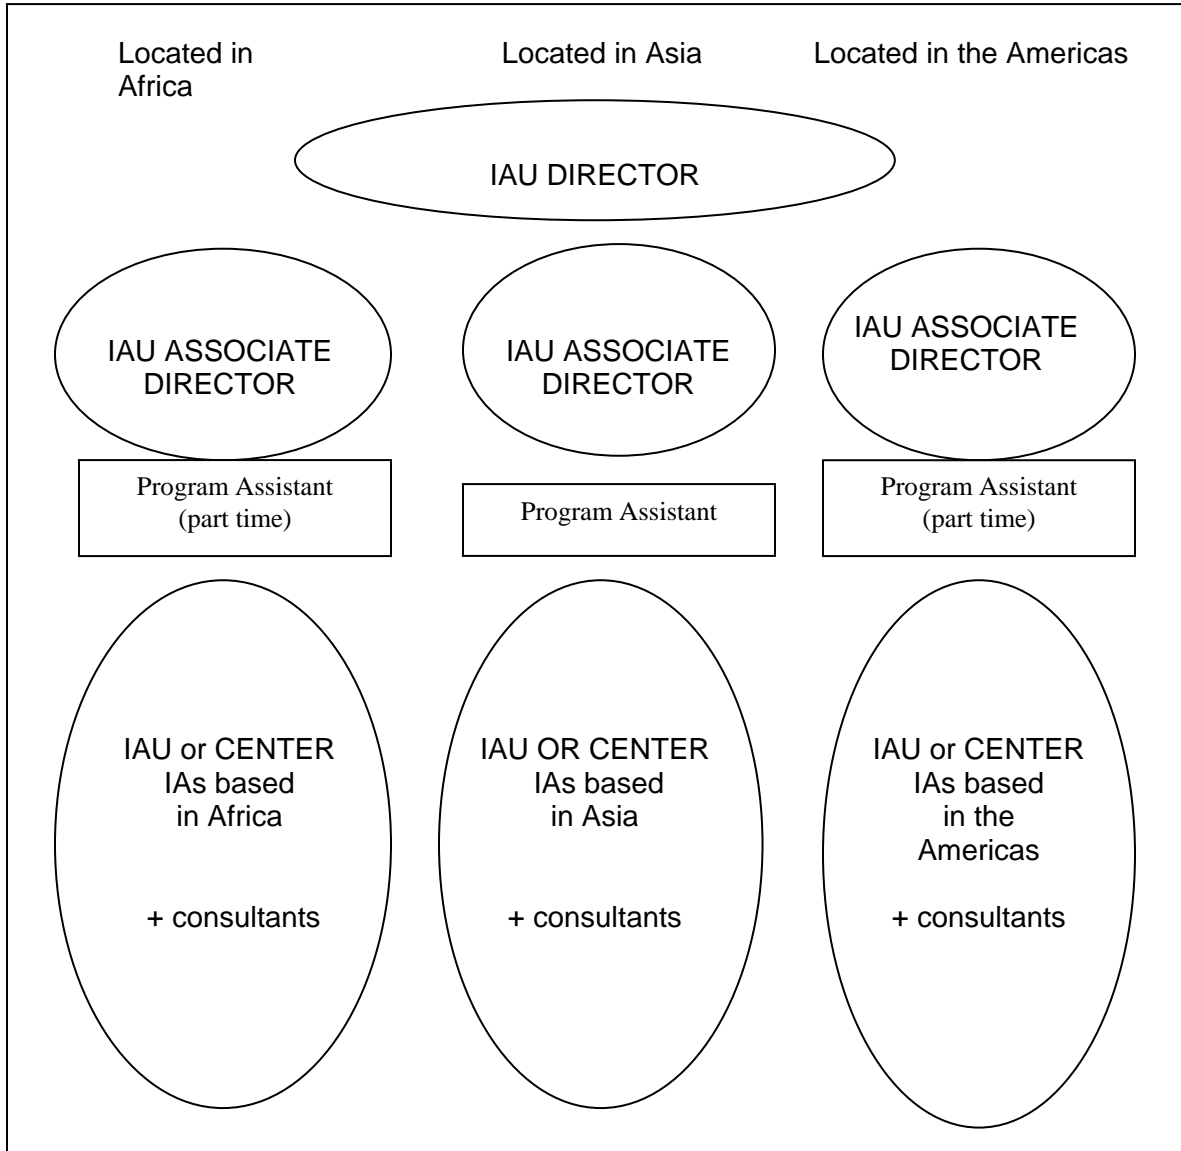 Located in
Africa
Located in Asia
Located in the Americas
IAU DIRECTOR
IAU ASSOCIATE
DIRECTOR
IAU ASSOCIATE
DIRECTOR
IAU ASSOCIATE
DIRECTOR
Program Assistant
(part time)
Program Assistant
Program Assistant
(part time)
IAU or CENTER
IAs based
in Africa
+ consultants
IAU OR CENTER
IAs based
in Asia
+ consultants
IAU or CENTER
IAs based
in the
Americas
+ consultants